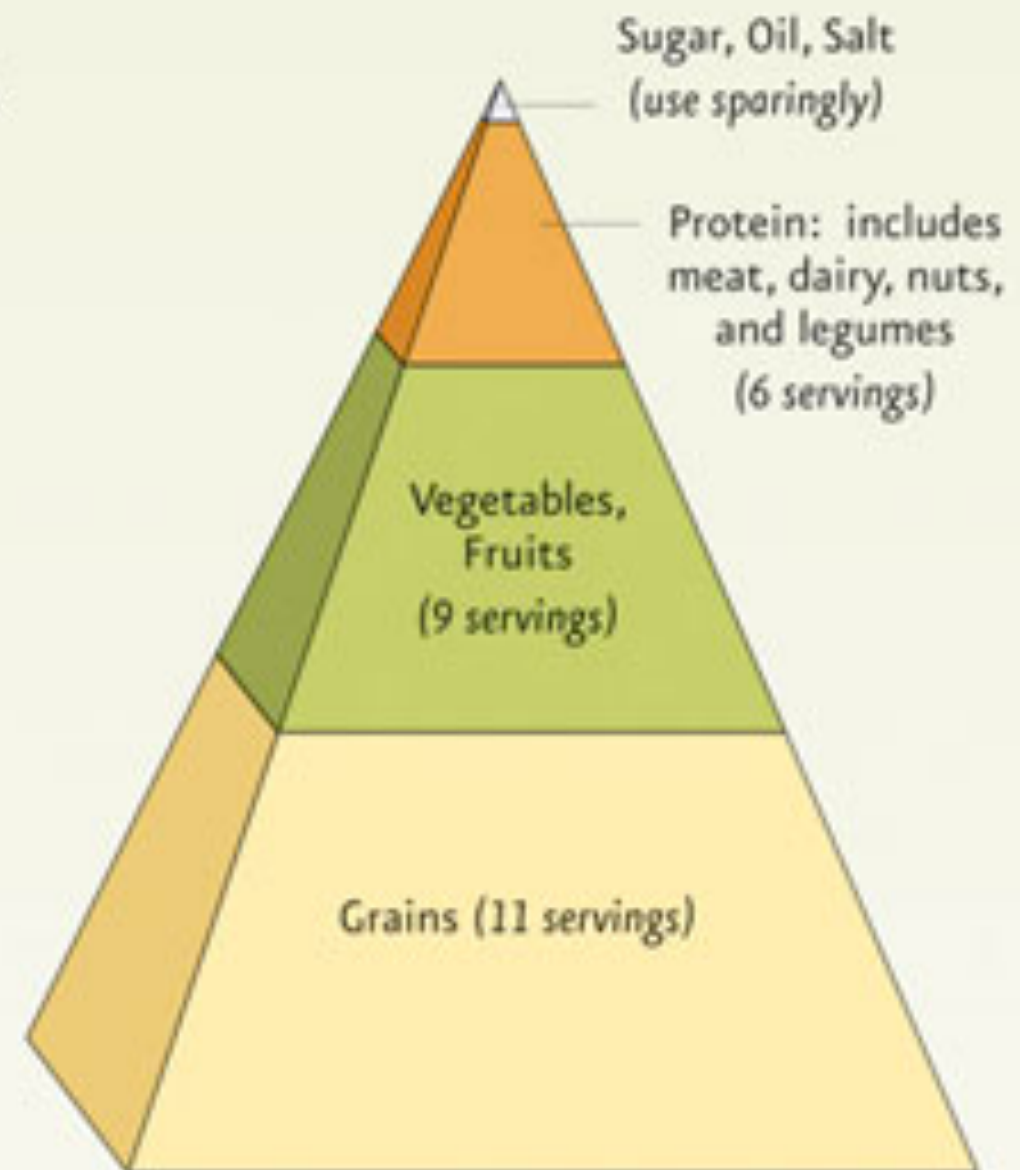 Sugar, Oil, Salt
(use sparingly)
Protein: includes
meat, dairy, nuts,
and legumes
(6 servings)
Vegetables,
Fruits
(9 servings)
Grains (11 servings)